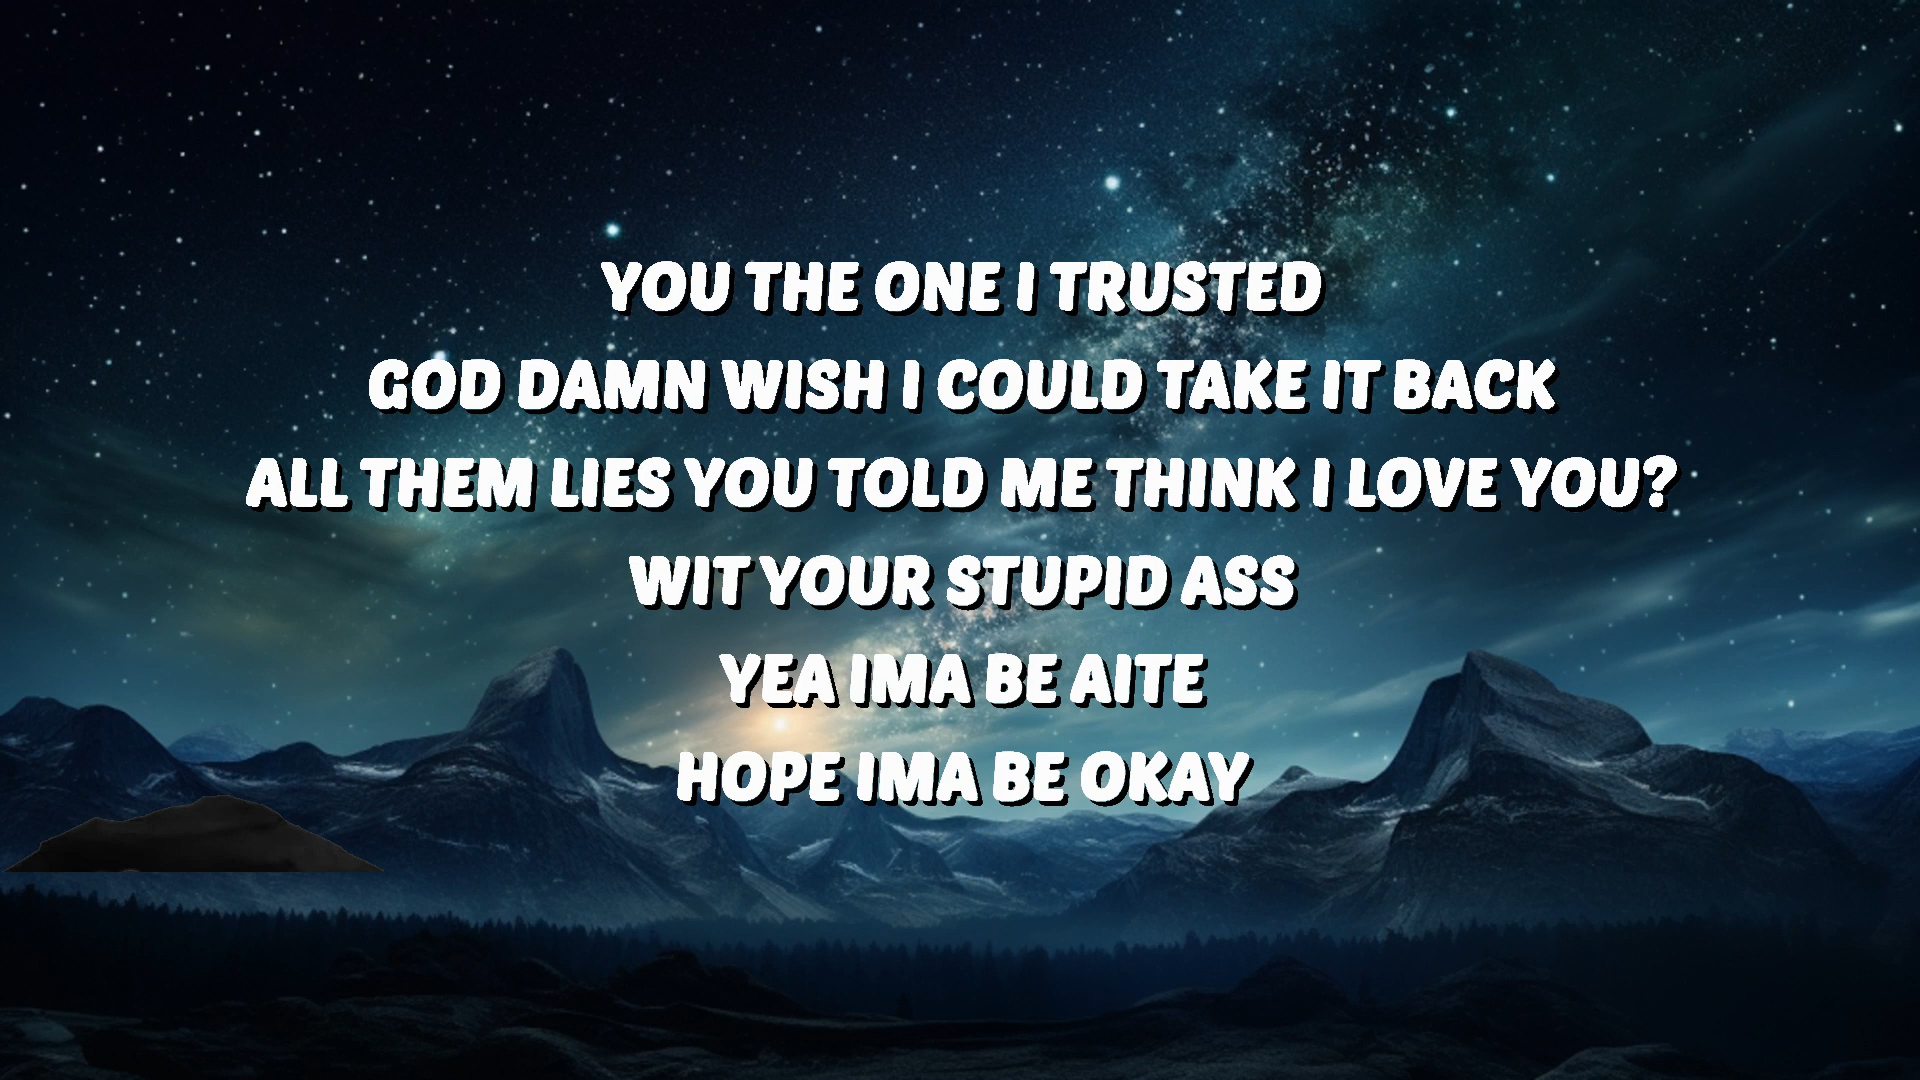 YOU THE ONE I TRUSTED
GOD DAMN WISH I COULD TAKE IT BACK
ALL THEM LIES YOU TOLD ME THINK I LOVE YOU?
WIT YOUR STUPID ASS
YEA IMA BE AITE
HOPE IMA BE OKAY